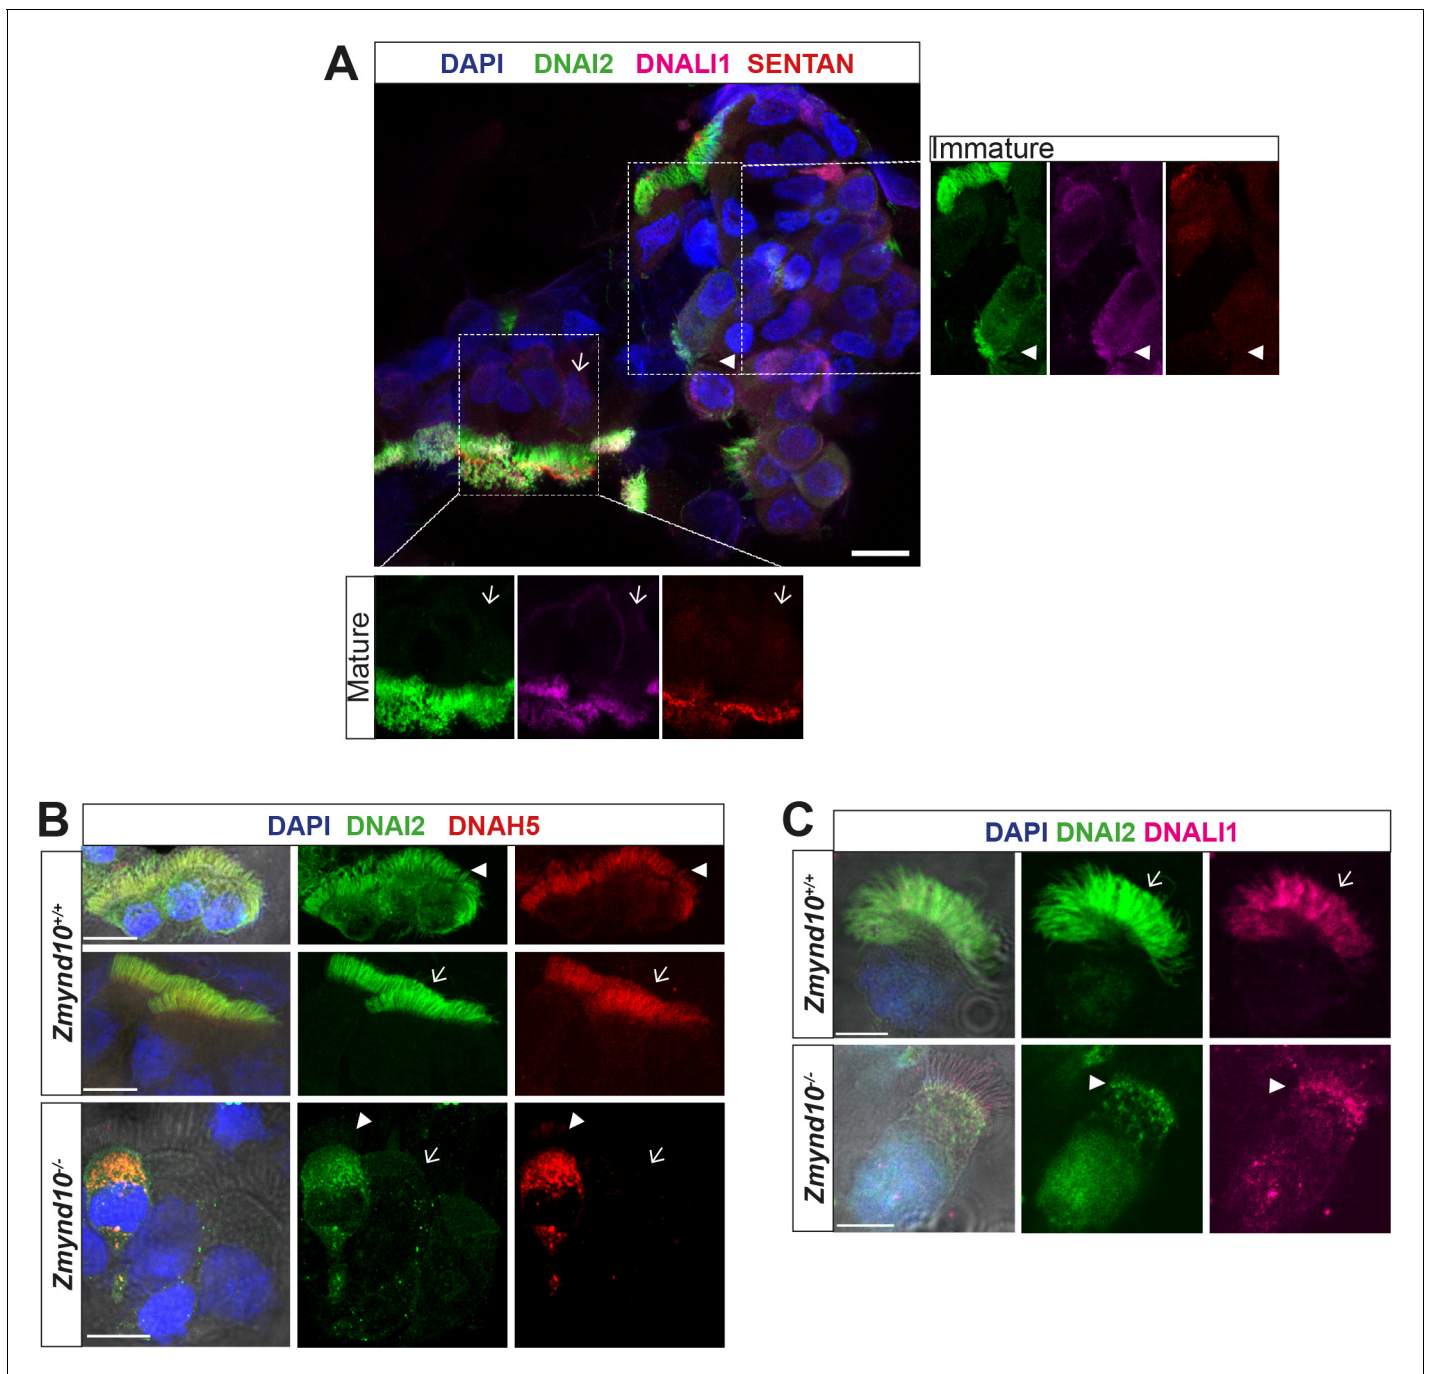 A
DAPI DNAI2 DNALI1 SENTAN
Immature
Mature
B
DAPI DNAI2 DNAH5
Zmynd10+/+
Zmynd10-/-
C
DAPI DNAI2 DNALI1
Zmynd10+/+
Zmynd10-/-